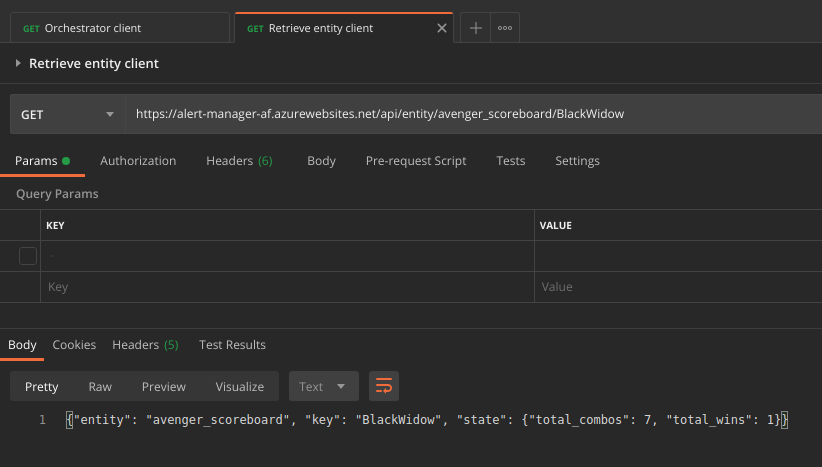 GET Orchestrator client
GET Retrieve entity client
Retrieve entity client
GET https://alert-manager-af.azurewebsites.net/api/entity/avenger_scoreboard/BlackWidow
Params Authorization Headers (6) Body Pre-request Script Tests Settings
Query Params
KEY VALUE
Key Value
Body Cookies Headers (5) Test Results
Pretty Raw Preview Visualize Text
1 {"entity": "avenger_scoreboard", "key": "BlackWidow", "state": {"total_combos": 7, "total_wins": 1}}